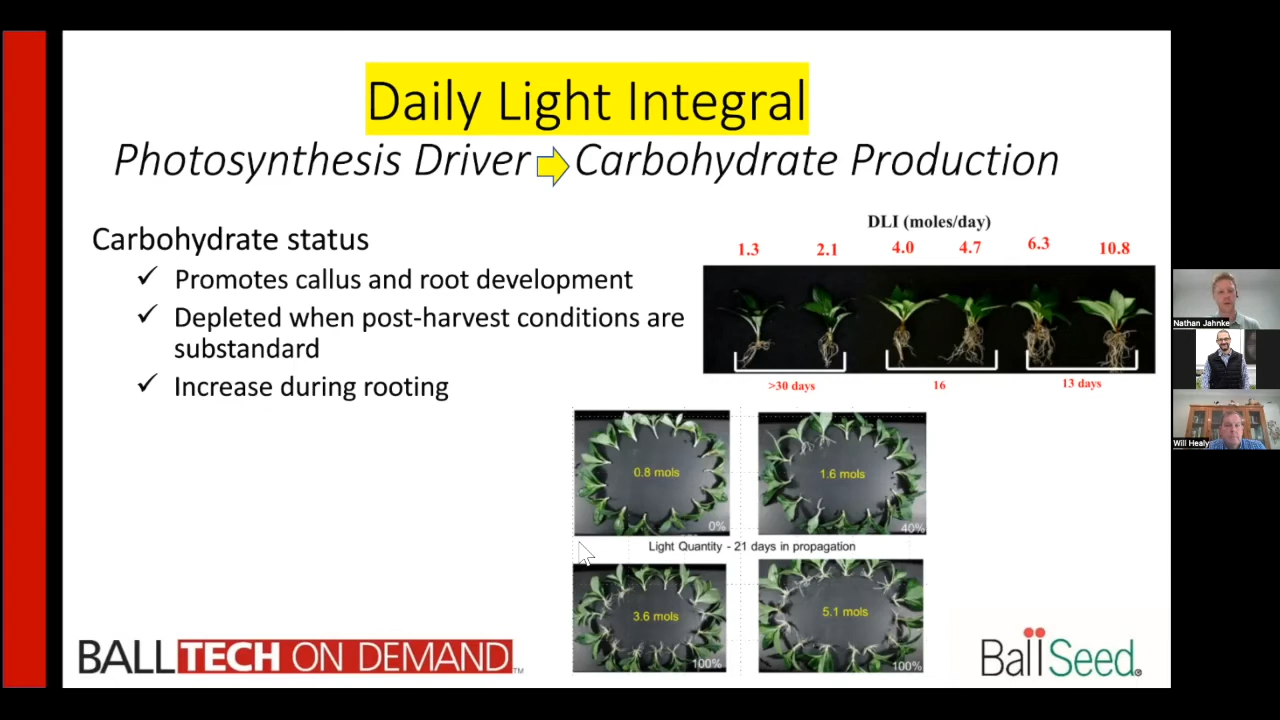 Daily Light Integral
Photosynthesis Driver Carbohydrate Production
Carbohydrate status
✓ Promotes callus and root development
✓ Depleted when post-harvest conditions are
substandard
✓ Increase during rooting
DLI (moles/day)
1.3 2.1 4.0 4.7 6.3 10.8
>30 days 16 13 days
0.8 mols
0%
1.6 mols
40%
Light Quantity - 21 days in propagation
3.6 mols
100%
5.1 mols
100%
BALLTECH ON DEMAND™
Ball Seed®
Nathan Jahnke
Will Healy